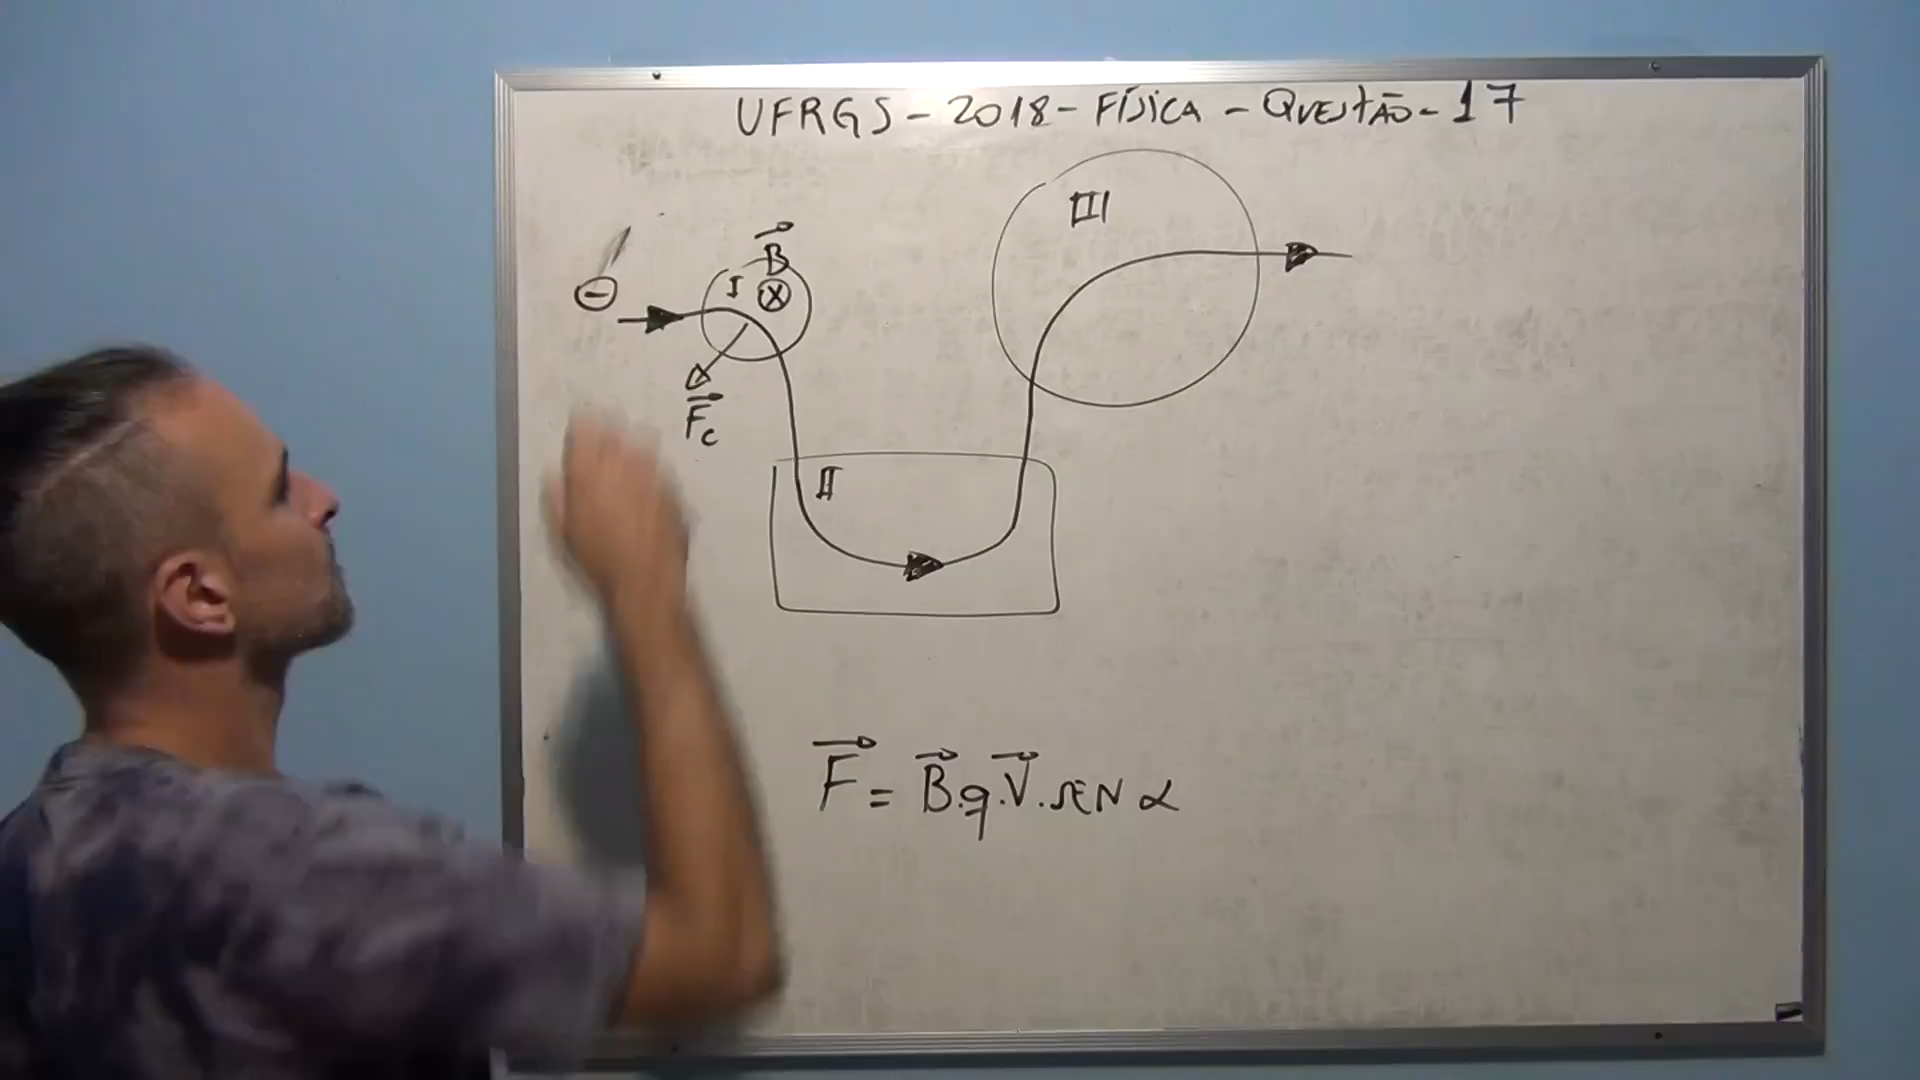 UFRGS - 2018 - FÍSICA - QUESTÃO - 17
III
B
I
X
-
Fc
II
F = B.q.V.SEN α